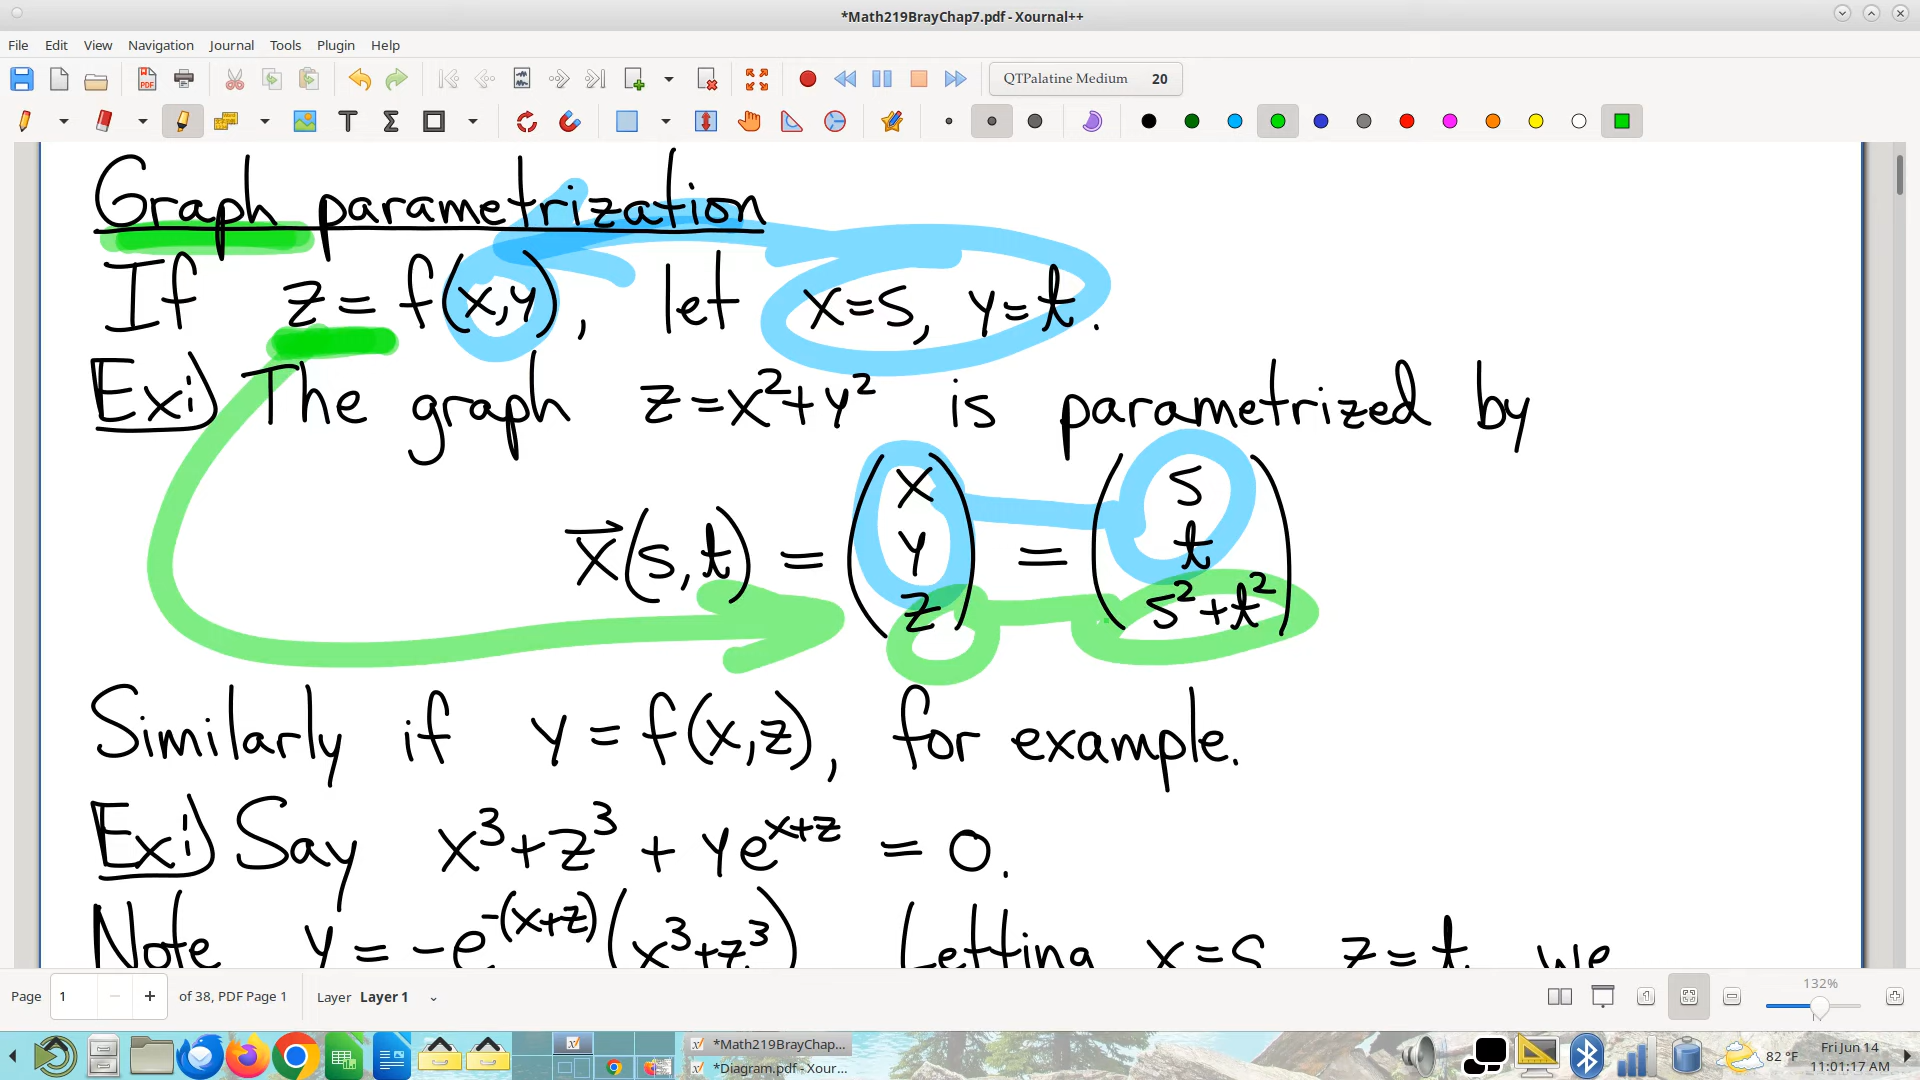 *Math219BrayChap7.pdf - Xournal++
File Edit View Navigation Journal Tools Plugin Help
QTPalatine Medium 20
Graph parametrization
If z = f(x,y), let x=s, y=t.
Ex:) The graph z=x²+y² is parametrized by
x⃗(s,t) = (x y z) = (s t s²+t²)
Similarly if y = f(x,z), for example.
Ex:) Say x³+z³ + ye^{x+z} = 0.
Note y = -e^{-(x+z)}(x³+z³) Letting x=s, z=t, we
Page 1 of 38, PDF Page 1 Layer Layer 1 132%
*Math219BrayChap...
*Diagram.pdf - Xour...
82 °F
Fri Jun 14
11:01:17 AM